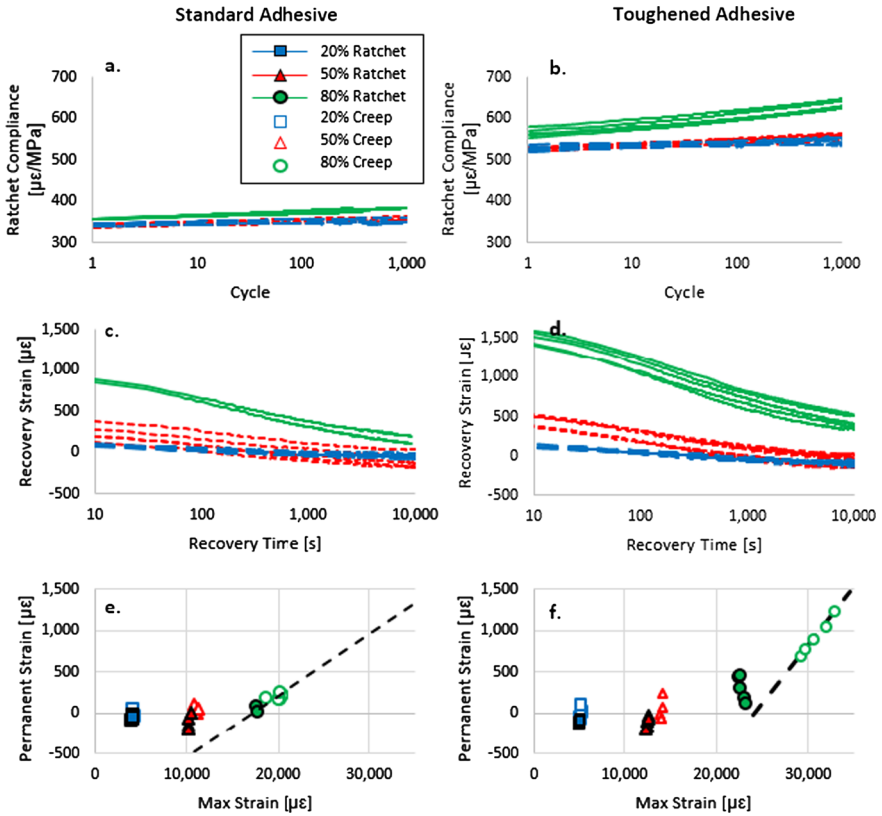 Standard Adhesive
Toughened Adhesive
a.
20% Ratchet
50% Ratchet
80% Ratchet
20% Creep
50% Creep
80% Creep
700
600
500
400
300
Ratchet Compliance
[µε/MPa]
1
10
100
1,000
Cycle
b.
700
600
500
400
300
Ratchet Compliance
[µε/MPa]
1
10
100
1,000
Cycle
c.
1,500
1,000
500
0
-500
Recovery Strain [µε]
10
100
1,000
10,000
Recovery Time [s]
d.
1,500
1,000
500
0
-500
Recovery Strain [με]
10
100
1,000
10,000
Recovery Time [s]
e.
1,500
1,000
500
0
-500
Permanent Strain [µε]
0
10,000
20,000
30,000
Max Strain [µε]
f.
1,500
1,000
500
0
-500
Permanent Strain [µε]
0
10,000
20,000
30,000
Max Strain [µε]